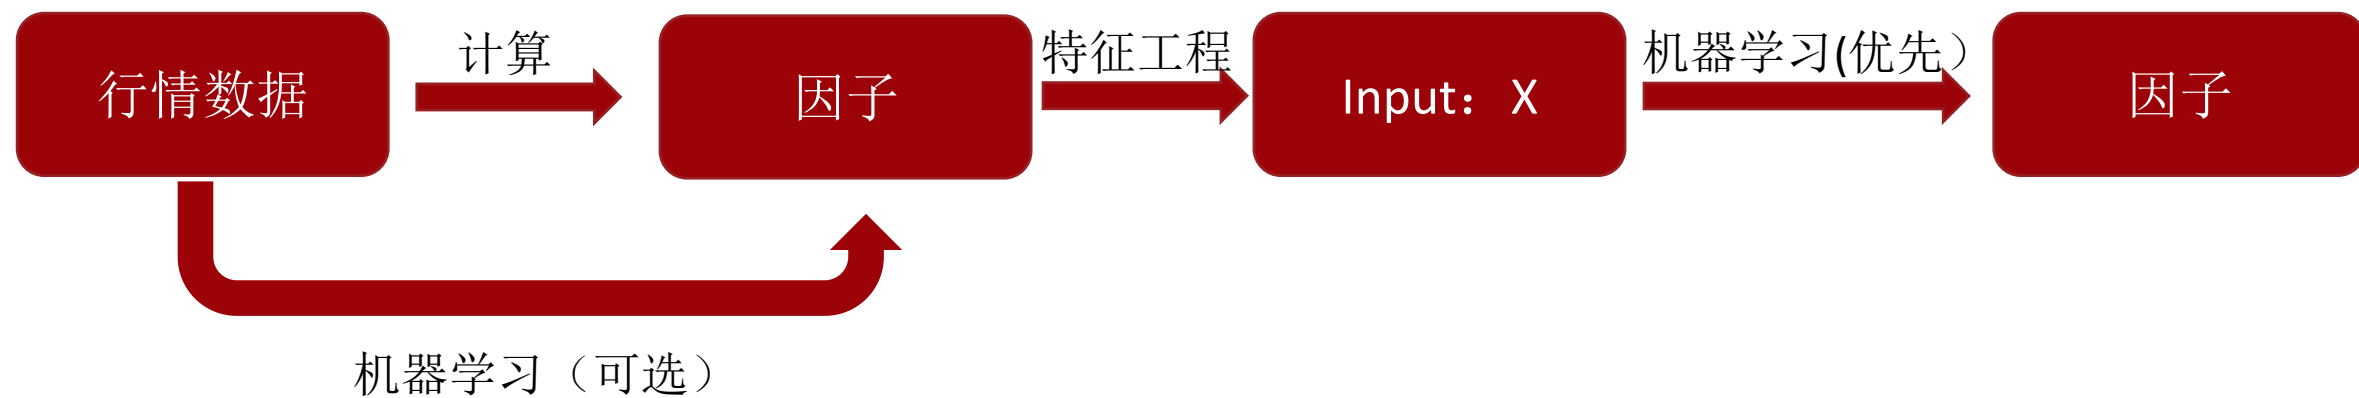 行情数据
计算
因子
特征工程
Input： X
机器学习(优先）
因子
机器学习（可选）